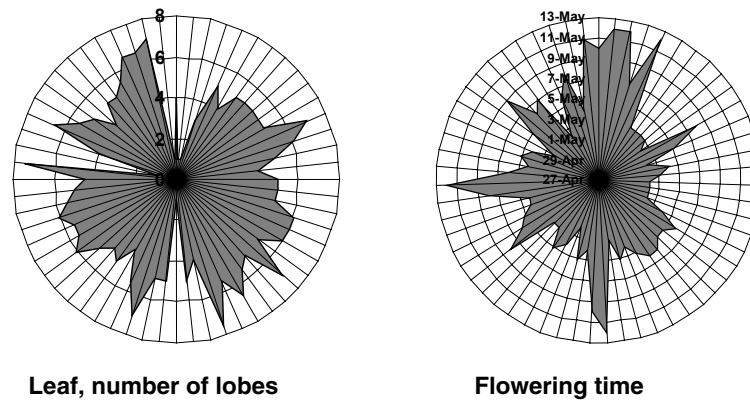 8
6
4
2
0
Leaf, number of lobes
13-May
11-May
9-May
7-May
5-May
3-May
1-May
29-Apr
27-Apr
Flowering time